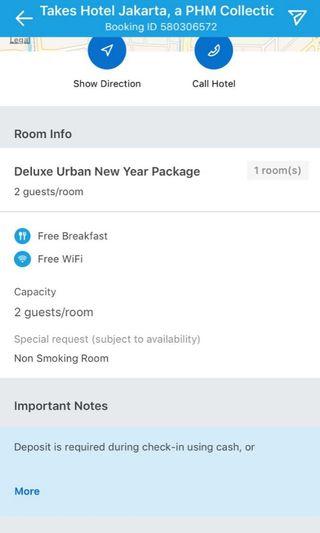 Takes Hotel Jakarta, a PHM Collectic
Booking ID 580306572
Legal
Show Direction
Call Hotel
Room Info
Deluxe Urban New Year Package
1 room(s)
2 guests/room
Free Breakfast
Free WiFi
Capacity
2 guests/room
Special request (subject to availability)
Non Smoking Room
Important Notes
Deposit is required during check-in using cash, or
More